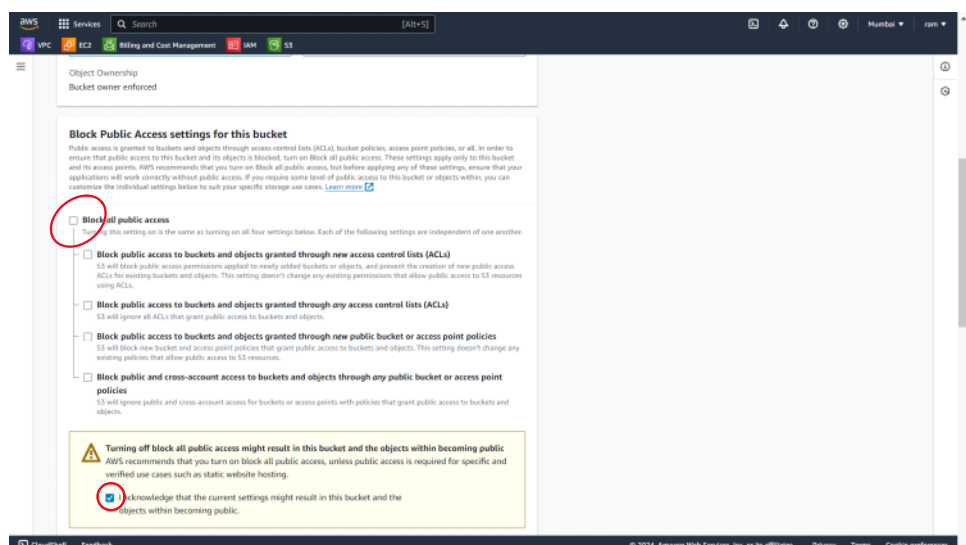 aws Services Search [Alt+S] Mumbai ram
VPC EC2 Billing and Cost Management IAM S3
Object Ownership
Bucket owner enforced
Block Public Access settings for this bucket
Public access is granted to buckets and objects through access control lists (ACLs), bucket policies, access point policies, or all. In order to
ensure that public access to this bucket and its objects is blocked, turn on Block all public access. These settings apply only to this bucket
and its access points. AWS recommends that you turn on Block all public access, but before applying any of these settings, ensure that your
applications will work correctly without public access. If you require some level of public access to this bucket or objects within, you can
customize the individual settings below to suit your specific storage use cases. Learn more
Block all public access
Turning this setting on is the same as turning on all four settings below. Each of the following settings are independent of one another.
Block public access to buckets and objects granted through new access control lists (ACLs)
S3 will block public access permissions applied to newly added buckets or objects, and prevent the creation of new public access
ACLs for existing buckets and objects. This setting doesn't change any existing permissions that allow public access to S3 resources
using ACLs.
Block public access to buckets and objects granted through any access control lists (ACLs)
S3 will ignore all ACLs that grant public access to buckets and objects.
Block public access to buckets and objects granted through new public bucket or access point policies
S3 will block new bucket and access point policies that grant public access to buckets and objects. This setting doesn't change any
existing policies that allow public access to S3 resources.
Block public and cross-account access to buckets and objects through any public bucket or access point
policies
S3 will ignore public and cross-account access for buckets or access points with policies that grant public access to buckets and
objects.
Turning off block all public access might result in this bucket and the objects within becoming public
AWS recommends that you turn on block all public access, unless public access is required for specific and
verified use cases such as static website hosting.
I acknowledge that the current settings might result in this bucket and the
objects within becoming public.
CloudShell Feedback © 2024, Amazon Web Services, Inc. or its affiliates. Privacy Terms Cookie preferences